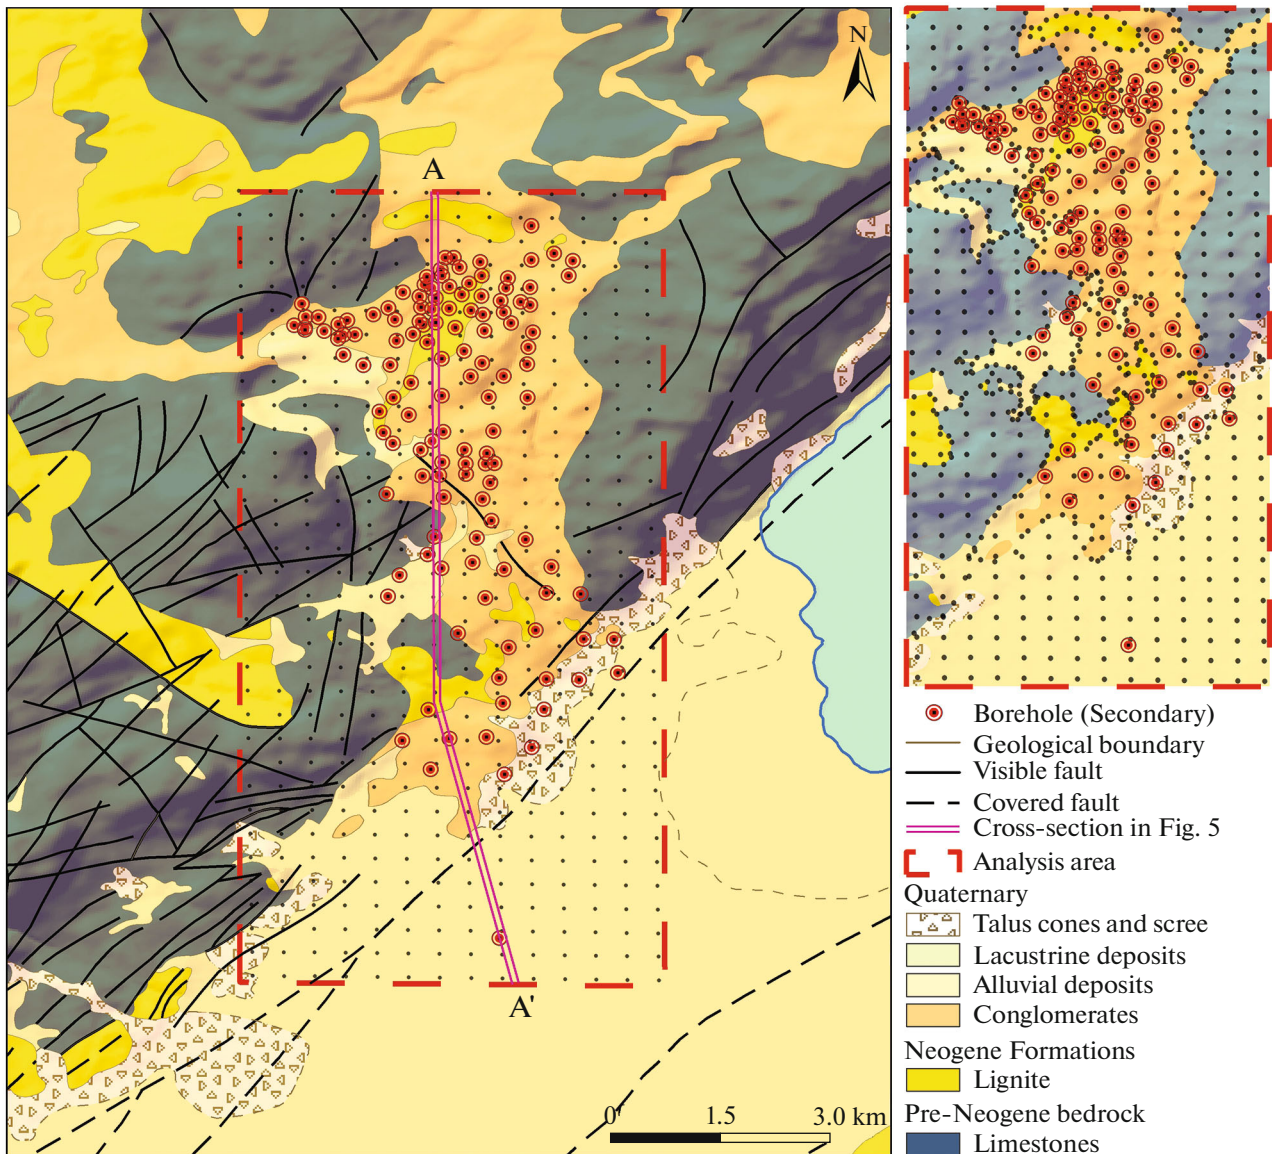 N
A
A'
0
1.5
3.0 km
Borehole (Secondary)
Geological boundary
Visible fault
Covered fault
Cross-section in Fig. 5
Analysis area
Quaternary
Talus cones and scree
Lacustrine deposits
Alluvial deposits
Conglomerates
Neogene Formations
Lignite
Pre-Neogene bedrock
Limestones